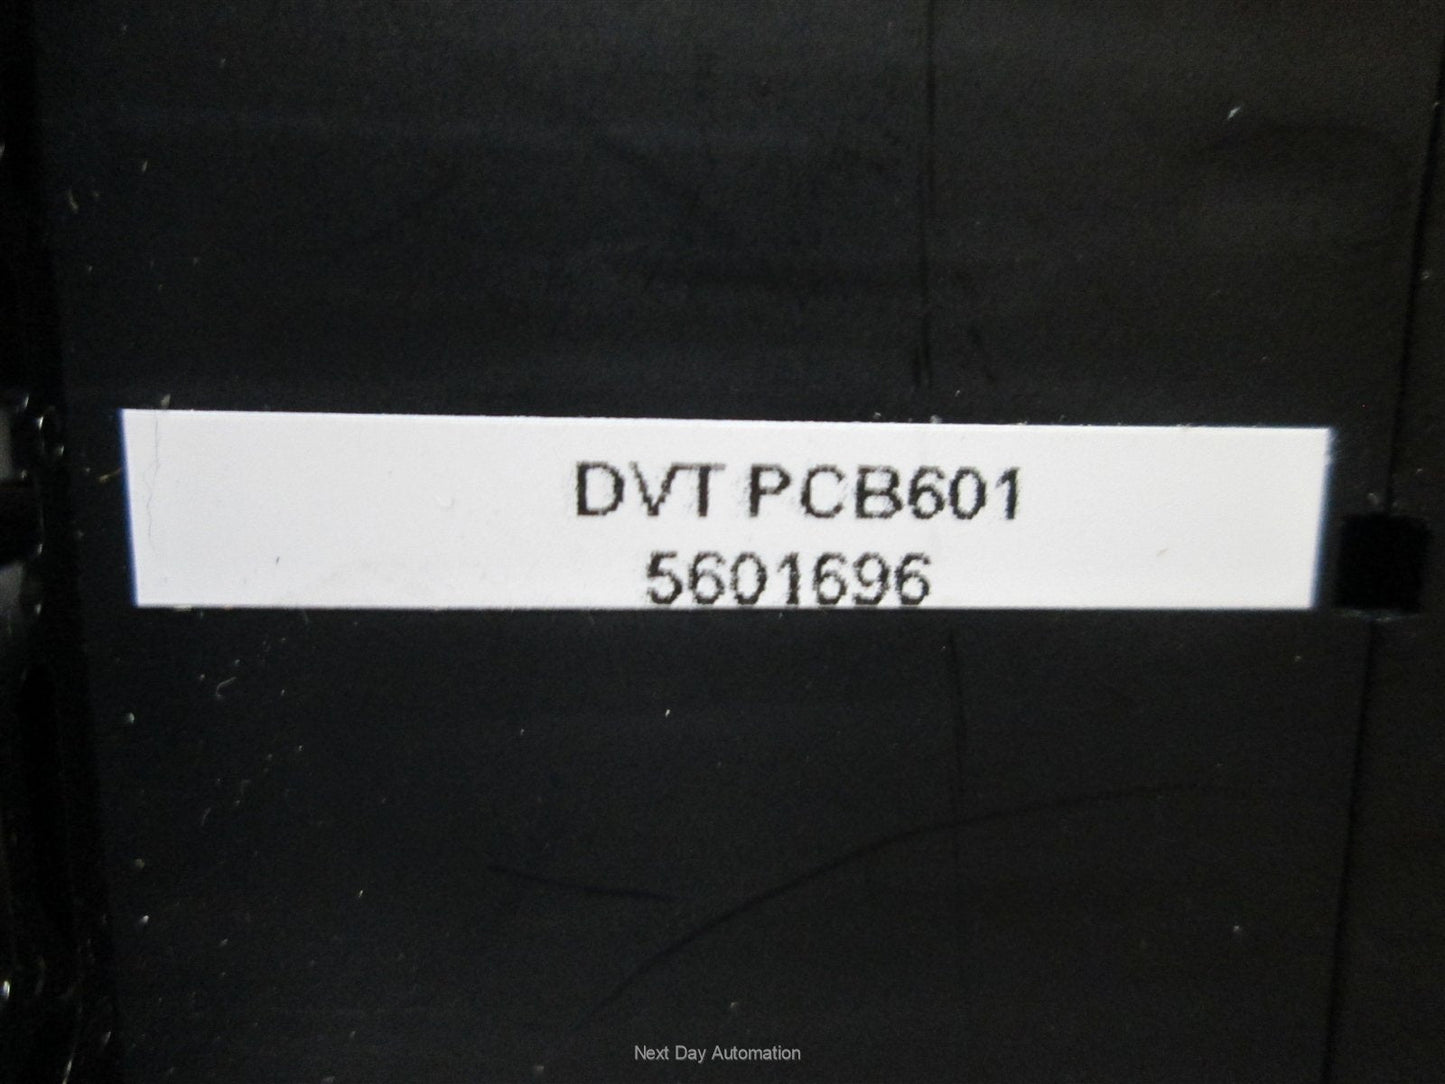 DVT PCB601
5601696
Next Day Automation